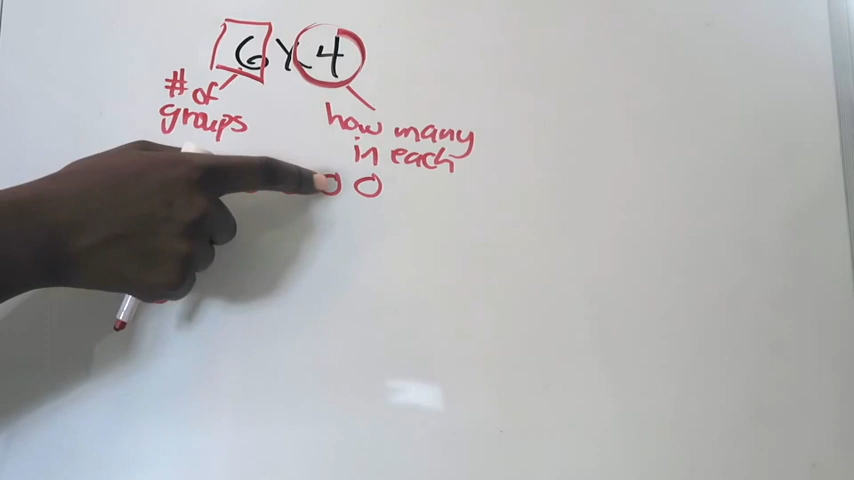 6 x 4
# of
groups
how many
in each